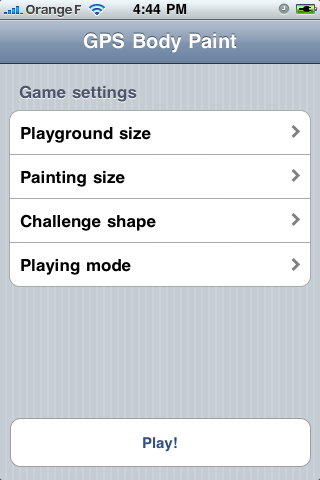 Orange F 4:44 PM
GPS Body Paint
Game settings
Playground size
Painting size
Challenge shape
Playing mode
Play!